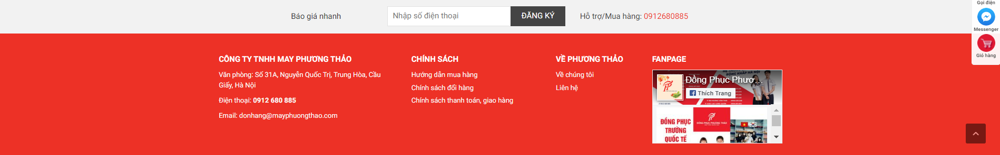 Báo giá nhanh
Nhập số điện thoại
ĐĂNG KÝ
Hỗ trợ/Mua hàng: 0912680885
Gọi điện
Messenger
Giỏ hàng
CÔNG TY TNHH MAY PHƯƠNG THẢO
Văn phòng: Số 31A, Nguyễn Quốc Trị, Trung Hòa, Cầu
Giấy, Hà Nội
Điện thoại: 0912 680 885
Email: donhang@mayphuongthao.com
CHÍNH SÁCH
Hướng dẫn mua hàng
Chính sách đổi hàng
Chính sách thanh toán, giao hàng
VỀ PHƯƠNG THẢO
Về chúng tôi
Liên hệ
FANPAGE
Đồng Phục Phươ...
Thích Trang
ĐỒNG PHỤC PHƯƠNG THẢO
ĐỒNG PHỤC
TRƯỜNG
QUỐC TẾ